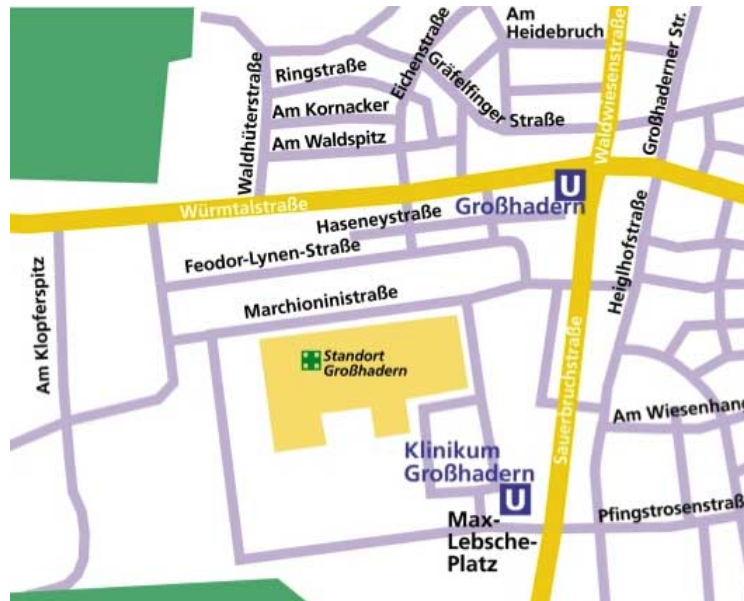 Am
Heidebruch
Großhaderner Str.
Waldwiesenstraße
Eichenstraße
Gräfelfinger
Straße
Waldhüterstraße
Ringstraße
Am Kornacker
Am Waldspitz
Würmtalstraße
U
Großhadern
Haseneystraße
Feodor-Lynen-Straße
Heiglhofstraße
Am Klopferspitz
Marchioninistraße
Standort
Großhadern
Sauerbruchstraße
Am Wiesenhang
Klinikum
Großhadern
U
Max-
Lebsche-
Platz
Pfingstrosenstraß